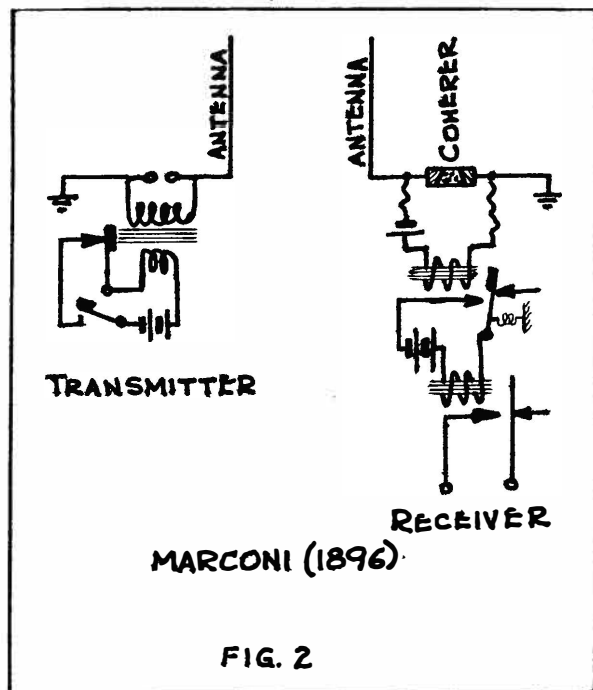 ANTENNA
TRANSMITTER
ANTENNA
COHERER
RECEIVER
MARCONI (1896)
FIG. 2